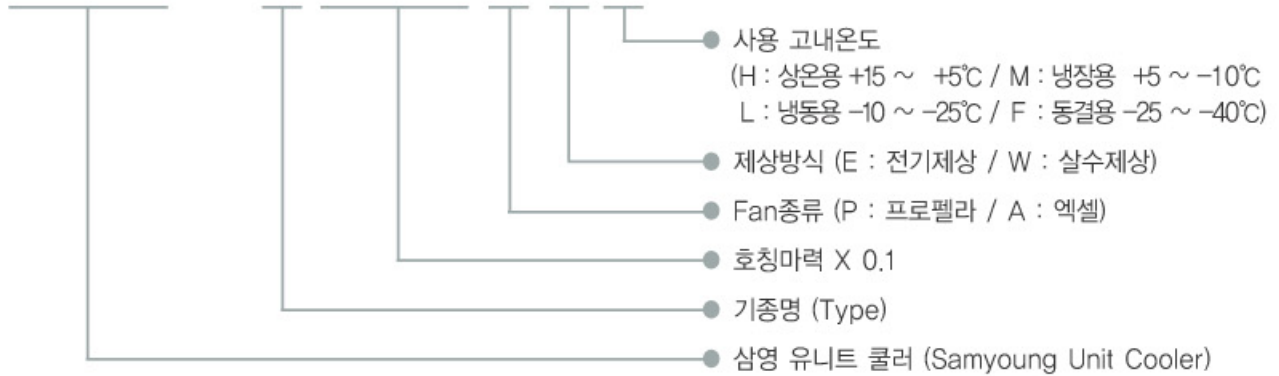 사용 고내온도
(H : 상온용 +15 ~ +5℃ / M : 냉장용 +5 ~ -10℃
L : 냉동용 -10 ~ -25℃ / F : 동결용 -25 ~ -40℃)
제상방식 (E : 전기제상 / W : 살수제상)
Fan종류 (P : 프로펠라 / A : 엑셀)
호칭마력 X 0.1
기종명 (Type)
삼영 유니트 쿨러 (Samyoung Unit Cooler)